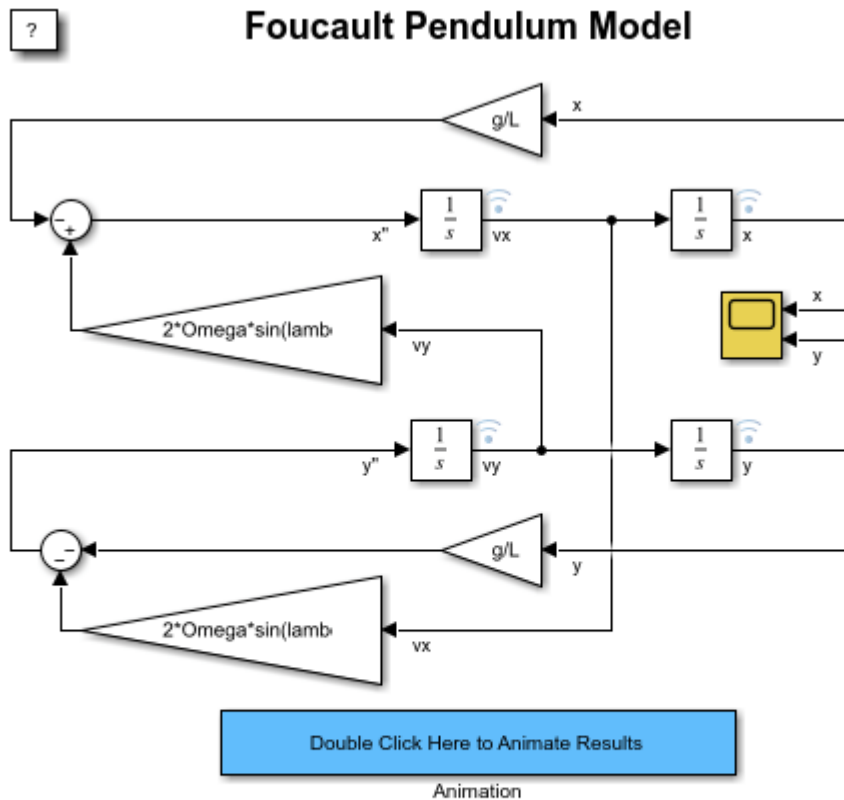 ?
Foucault Pendulum Model
g/L
x
−
+
x"
1
s
vx
1
s
x
2*Omega*sin(lamb
vy
x
y
y"
1
s
vy
1
s
y
−
−
g/L
y
2*Omega*sin(lamb
vx
Double Click Here to Animate Results
Animation